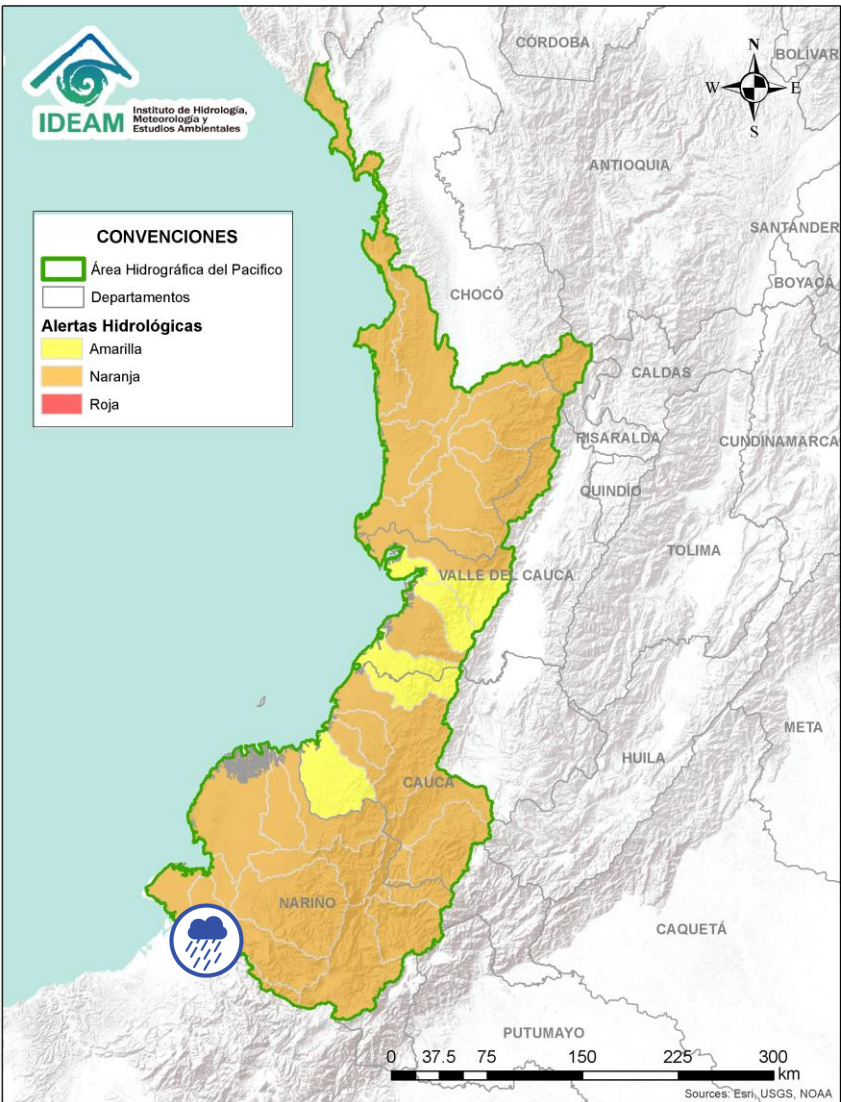 IDEAM
Instituto de Hidrología,
Meteorología y
Estudios Ambientales
N
W
E
S
CÓRDOBA
BOLIVAR
ANTIOQUIA
SANTANDER
BOYACÁ
CHOCÓ
CONVENCIONES
Área Hidrográfica del Pacifico
Departamentos
Alertas Hidrológicas
Amarilla
Naranja
Roja
CALDAS
RISARALDA
CUNDINAMARCA
QUINDÍO
TOLIMA
VALLE DEL CAUCA
META
HUILA
CAUCA
NARIÑO
CAQUETÁ
PUTUMAYO
0 37.5 75 150 225 300
km
Sources: Esri, USGS, NOAA